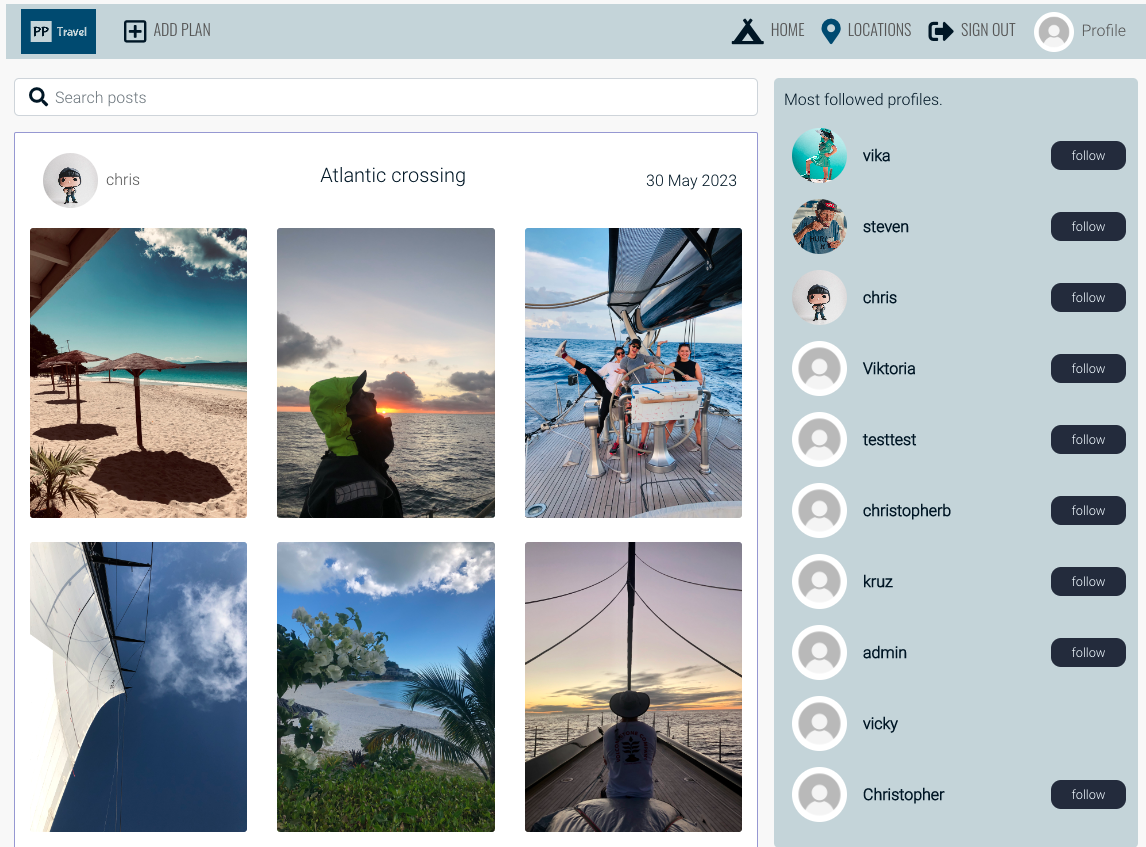 PP Travel
ADD PLAN
HOME
LOCATIONS
SIGN OUT
Profile
Search posts
chris
Atlantic crossing
30 May 2023
Most followed profiles.
vika
follow
steven
follow
chris
follow
Viktoria
follow
testtest
follow
christopherb
follow
kruz
follow
admin
follow
vicky
Christopher
follow